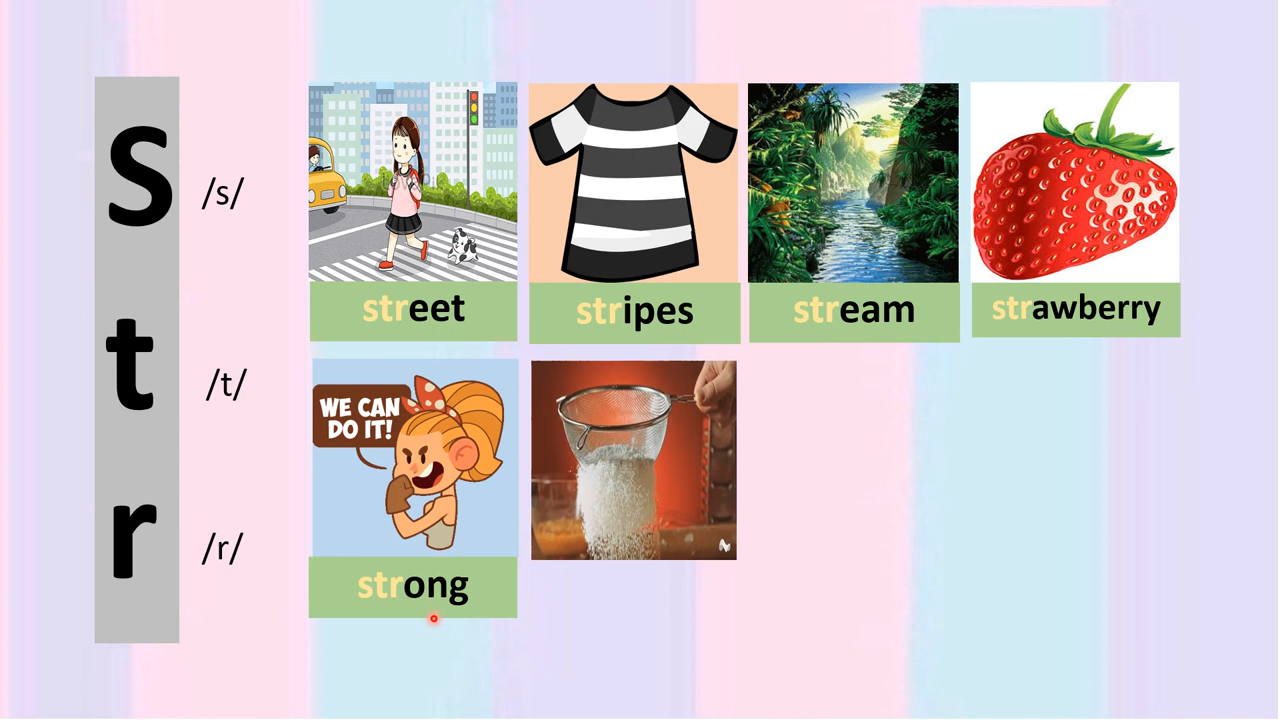 S
/s/
t
/t/
r
/r/
street
stripes
stream
strawberry
WE CAN
DO IT!
strong